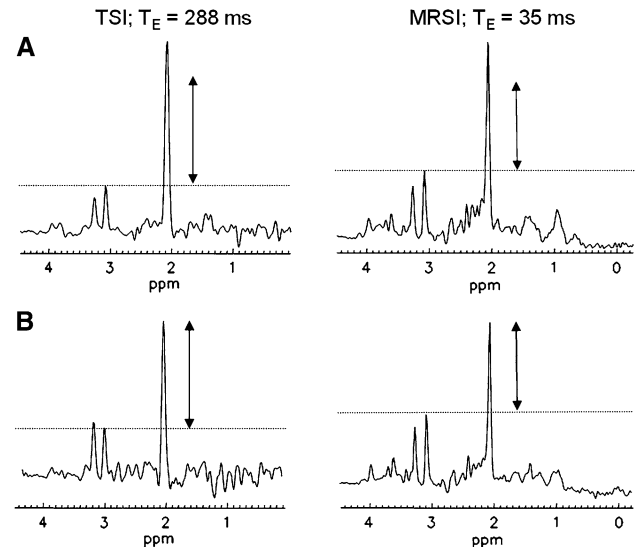 TSI; TE = 288 ms
MRSI; TE = 35 ms
A
4 3 2 1
ppm
4 3 2 1 0
ppm
B
4 3 2 1
ppm
4 3 2 1 0
ppm